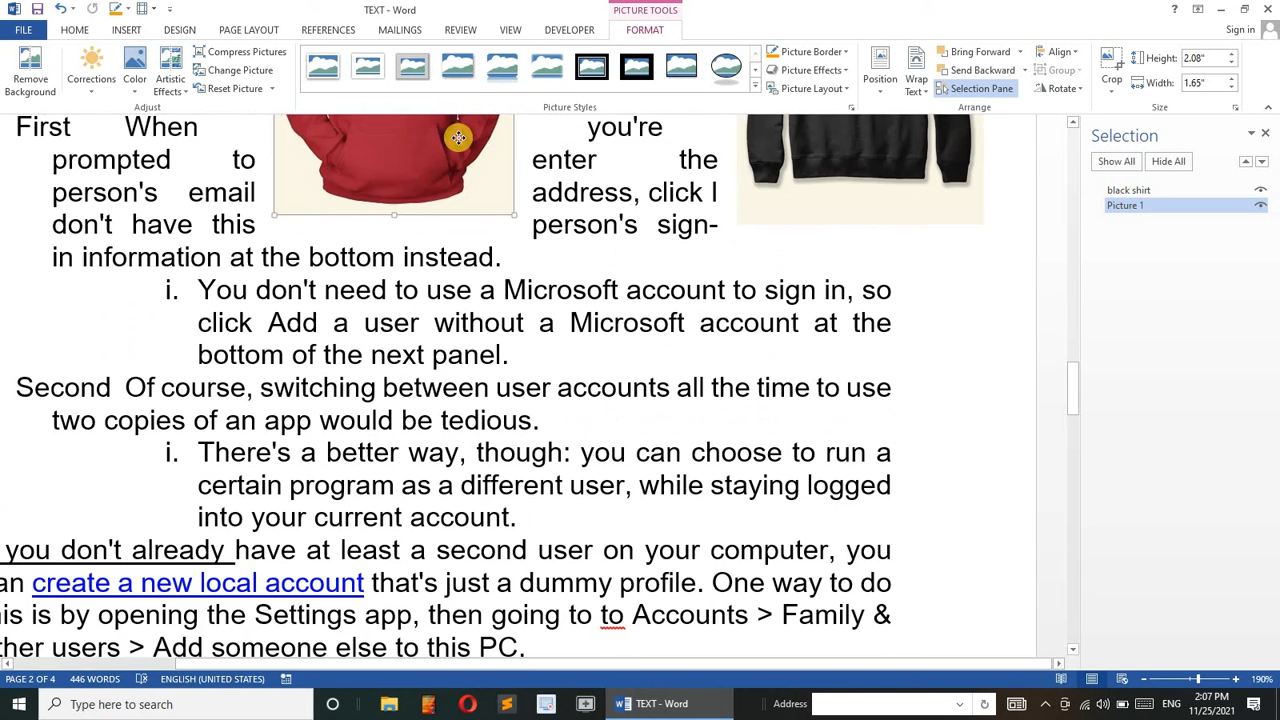 TEXT - Word
PICTURE TOOLS
FILE HOME INSERT DESIGN PAGE LAYOUT REFERENCES MAILINGS REVIEW VIEW DEVELOPER FORMAT
Sign in
Remove Background
Corrections
Color
Artistic Effects
Compress Pictures
Change Picture
Reset Picture
Adjust
Picture Styles
Picture Border
Picture Effects
Picture Layout
Position
Wrap Text
Bring Forward
Send Backward
Selection Pane
Align
Group
Rotate
Arrange
Crop
Height: 2.08"
Width: 1.65"
Size
First When you're
prompted to enter the
person's email address, click I
don't have this person's sign-
in information at the bottom instead.
i. You don't need to use a Microsoft account to sign in, so
click Add a user without a Microsoft account at the
bottom of the next panel.
Second Of course, switching between user accounts all the time to use
two copies of an app would be tedious.
i. There's a better way, though: you can choose to run a
certain program as a different user, while staying logged
into your current account.
you don't already have at least a second user on your computer, you
an create a new local account that's just a dummy profile. One way to do
his is by opening the Settings app, then going to to Accounts > Family &
ther users > Add someone else to this PC.
Selection
Show All Hide All
black shirt
Picture 1
PAGE 2 OF 4 446 WORDS ENGLISH (UNITED STATES) 190%
Type here to search
TEXT - Word
Address
ENG
2:07 PM
11/25/2021